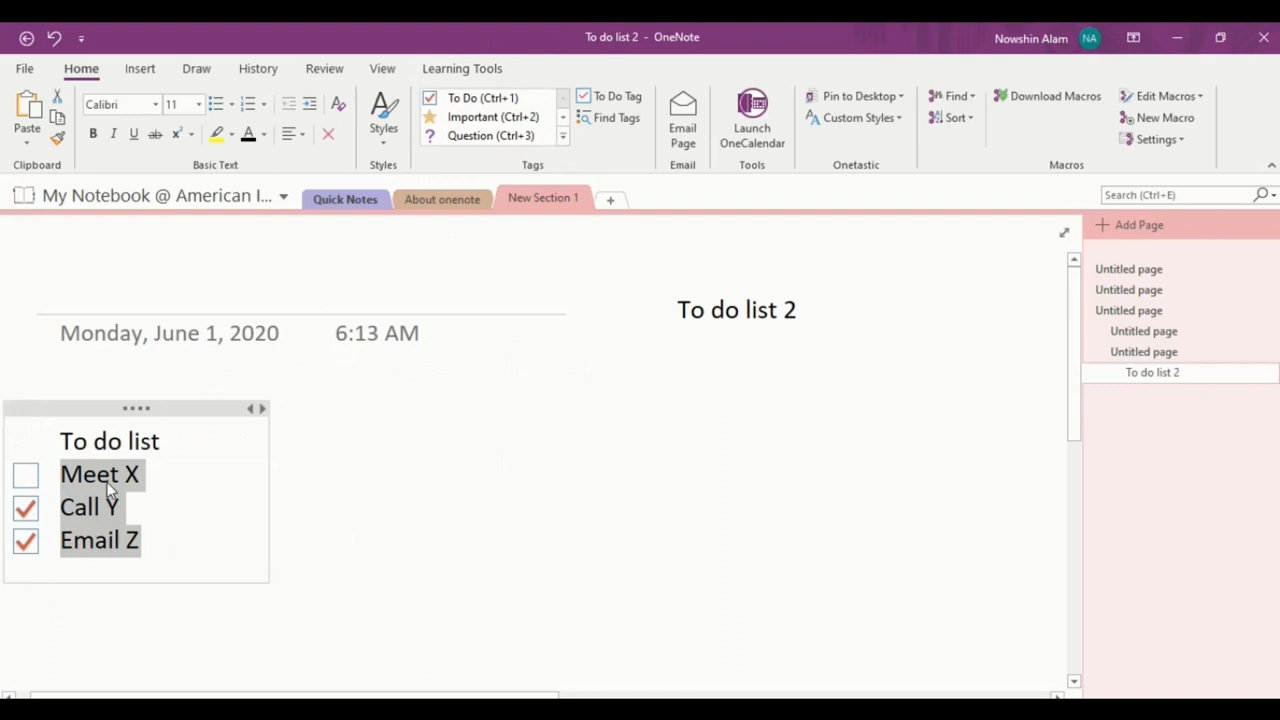 To do list 2 - OneNote
Nowshin Alam NA
File Home Insert Draw History Review View Learning Tools
Paste
Clipboard
Calibri 11
B I U ab x²
A
Basic Text
Styles
Styles
To Do (Ctrl+1)
Important (Ctrl+2)
? Question (Ctrl+3)
To Do Tag
Find Tags
Tags
Email
Page
Email
Launch
OneCalendar
Tools
Pin to Desktop
Custom Styles
Onetastic
Find
Sort
Download Macros
Edit Macros
New Macro
Settings
Macros
My Notebook @ American I... Quick Notes About onenote New Section 1 +
Search (Ctrl+E)
Add Page
Untitled page
Untitled page
Untitled page
Untitled page
Untitled page
To do list 2
To do list 2
Monday, June 1, 2020 6:13 AM
To do list
Meet X
Call Y
Email Z